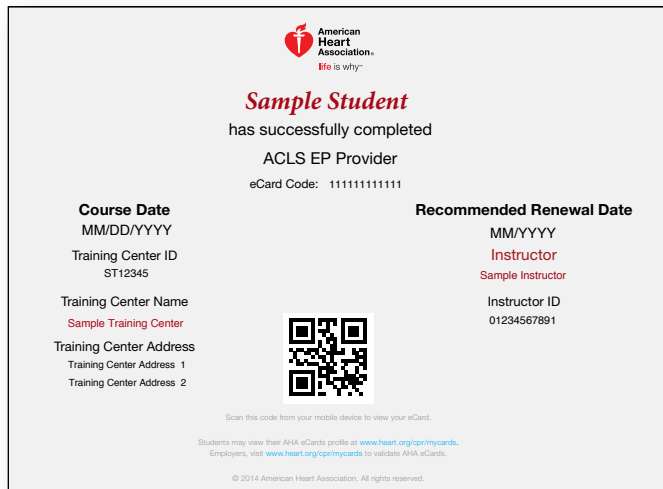 American
Heart
Association®
life is why™
Sample Student
has successfully completed
ACLS EP Provider
eCard Code: 111111111111
Course Date
MM/DD/YYYY
Training Center ID
ST12345
Training Center Name
Sample Training Center
Training Center Address
Training Center Address 1
Training Center Address 2
Recommended Renewal Date
MM/YYYY
Instructor
Sample Instructor
Instructor ID
01234567891
Scan this code from your mobile device to view your eCard.
Students may view their AHA eCards profile at www.heart.org/cpr/mycards.
Employers, visit www.heart.org/cpr/mycards to validate AHA eCards.
© 2014 American Heart Association. All rights reserved.